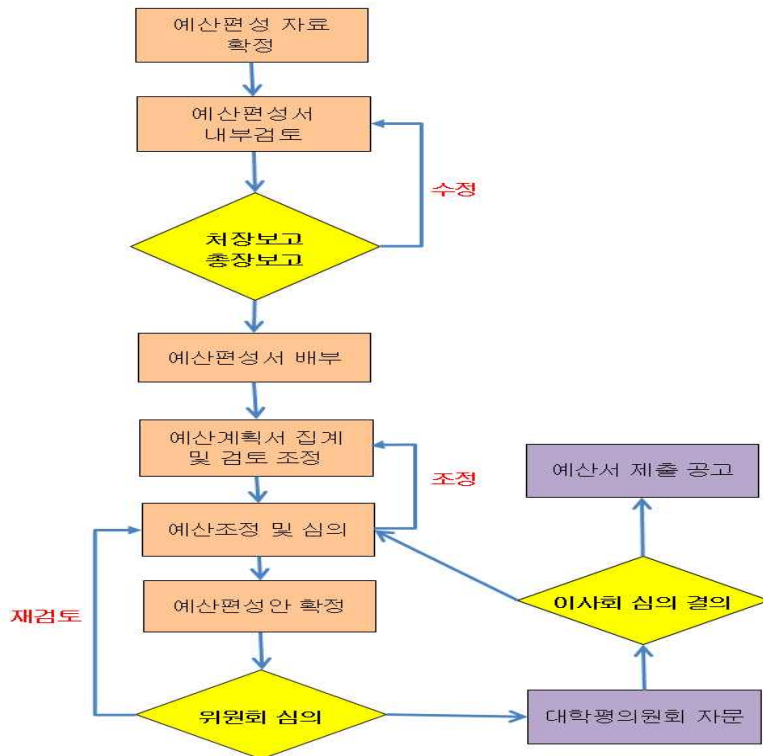 예산편성 자료
확정
예산편성서
내부검토
수정
처장보고
총장보고
예산편성서 배부
예산계획서 집계
및 검토 조정
조정
예산서 제출 공고
예산조정 및 심의
재검토
예산편성안 확정
이사회 심의 결의
위원회 심의
대학평의원회 자문